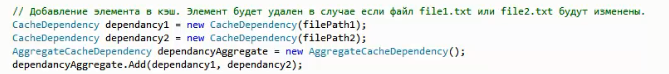 // Добавление элемента в кэш. Элемент будет удален в случае если файл file1.txt или file2.txt будут изменены.
CacheDependency dependancy1 = new CacheDependency(filePath1);
CacheDependency dependancy2 = new CacheDependency(filePath2);
AggregateCacheDependency dependancyAggregate = new AggregateCacheDependency();
dependancyAggregate.Add(dependancy1, dependancy2);